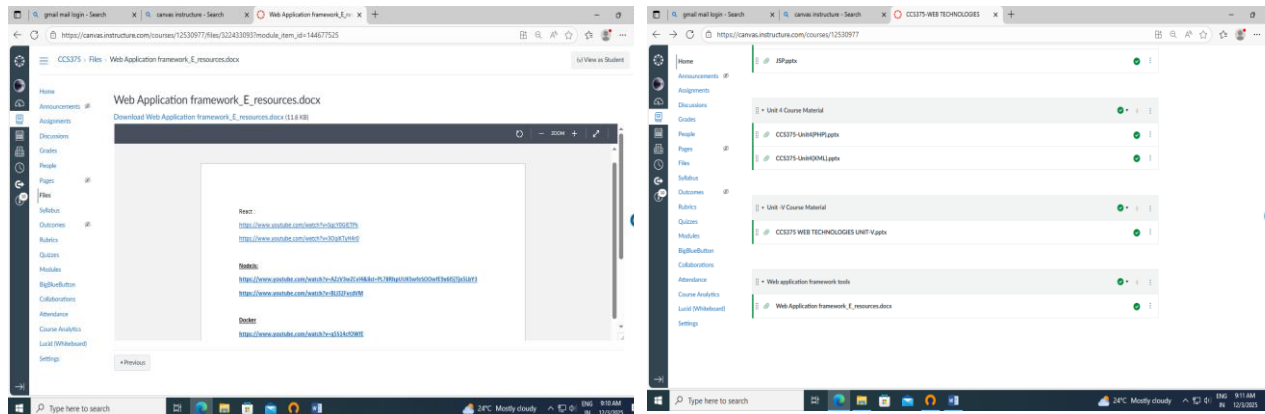 gmail mail login - Search
canvas instructure - Search
Web Application framework_E_re
https://canvas.instructure.com/courses/12530977/files/322433093?module_item_id=144677525
CCS375 › Files › Web Application framework_E_resources.docx
View as Student
Home
Announcements
Assignments
Discussions
Grades
People
Pages
Files
Syllabus
Outcomes
Rubrics
Quizzes
Modules
BigBlueButton
Collaborations
Attendance
Course Analytics
Lucid (Whiteboard)
Settings
Web Application framework_E_resources.docx
Download Web Application framework_E_resources.docx (11.8 KB)
ZOOM
React :
Nodejs:
Docker
Previous
Type here to search
24°C Mostly cloudy
ENG
IN
9:10 AM
12/3/2025
gmail mail login - Search
canvas instructure - Search
CCS375-WEB TECHNOLOGIES
https://canvas.instructure.com/courses/12530977
Home
Announcements
Assignments
Discussions
Grades
People
Pages
Files
Syllabus
Outcomes
Rubrics
Quizzes
Modules
BigBlueButton
Collaborations
Attendance
Course Analytics
Lucid (Whiteboard)
Settings
JSP.pptx
Unit 4 Course Material
CCS375-Unit4(PHP).pptx
CCS375-Unit4(XML).pptx
Unit -V Course Material
CCS375 WEB TECHNOLOGIES UNIT-V.pptx
Web application framework tools
Web Application framework_E_resources.docx
Type here to search
24°C Mostly cloudy
ENG
IN
9:11 AM
12/3/2025